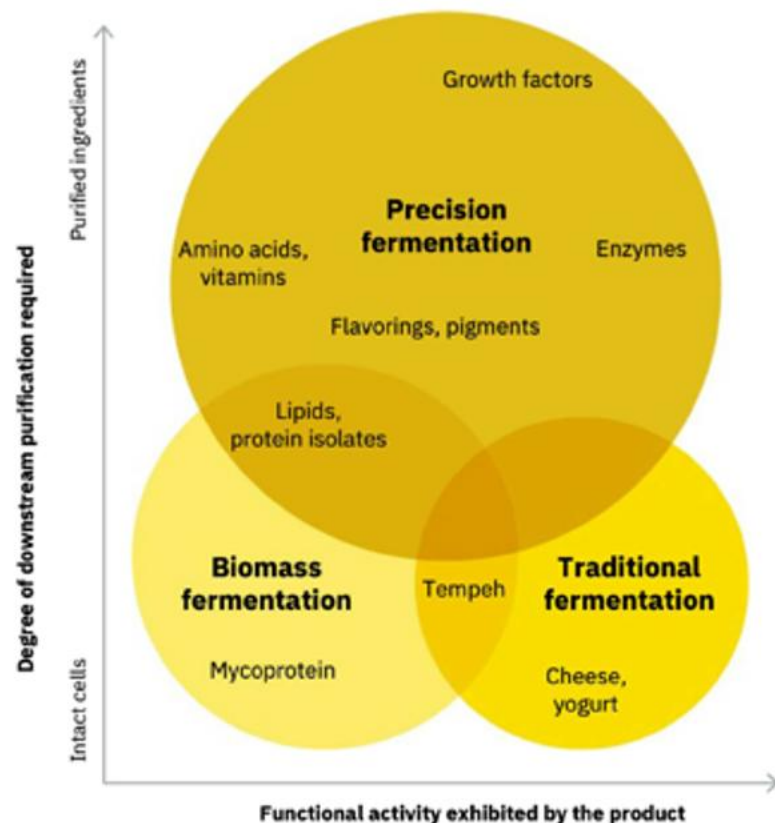 Growth factors
Purified ingredients
Precision
fermentation
Amino acids,
vitamins
Enzymes
Flavorings, pigments
Degree of downstream purification required
Lipids,
protein isolates
Biomass
fermentation
Tempeh
Traditional
fermentation
Mycoprotein
Cheese,
yogurt
Intact cells
Functional activity exhibited by the product